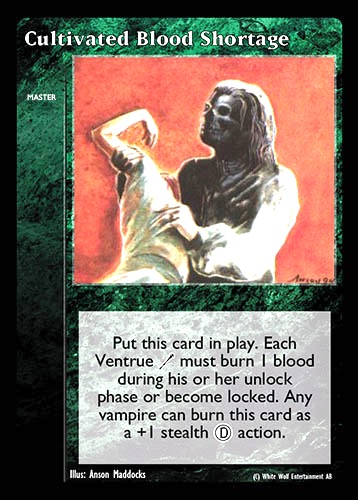 Cultivated Blood Shortage
MASTER
Anson 94
Put this card in play. Each
Ventrue must burn 1 blood
during his or her unlock
phase or become locked. Any
vampire can burn this card as
a +1 stealth Ⓓ action.
Illus: Anson Maddocks
(C) White Wolf Entertainment AB